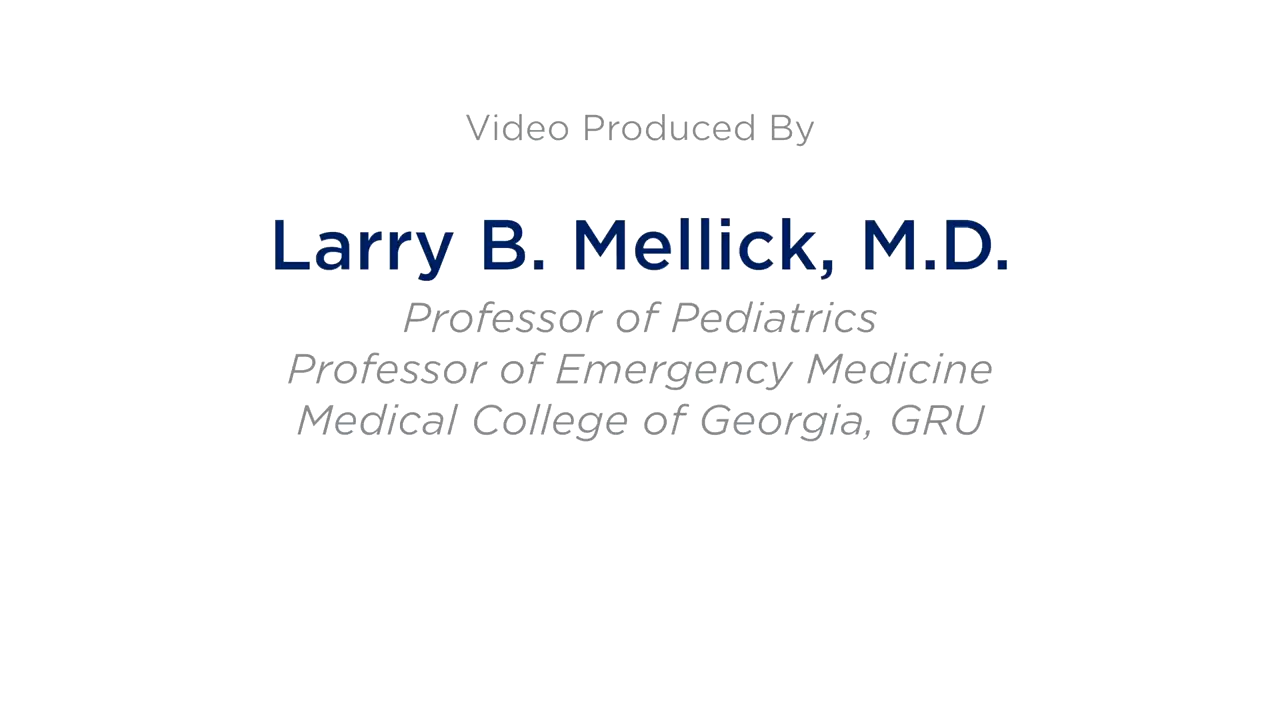 Video Produced By
Larry B. Mellick, M.D.
Professor of Pediatrics
Professor of Emergency Medicine
Medical College of Georgia, GRU